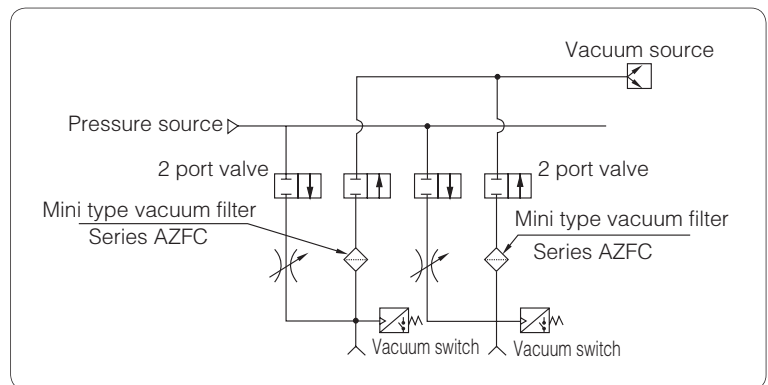 Vacuum source
Pressure source
2 port valve
2 port valve
Mini type vacuum filter
Series AZFC
Mini type vacuum filter
Series AZFC
Vacuum switch
Vacuum switch